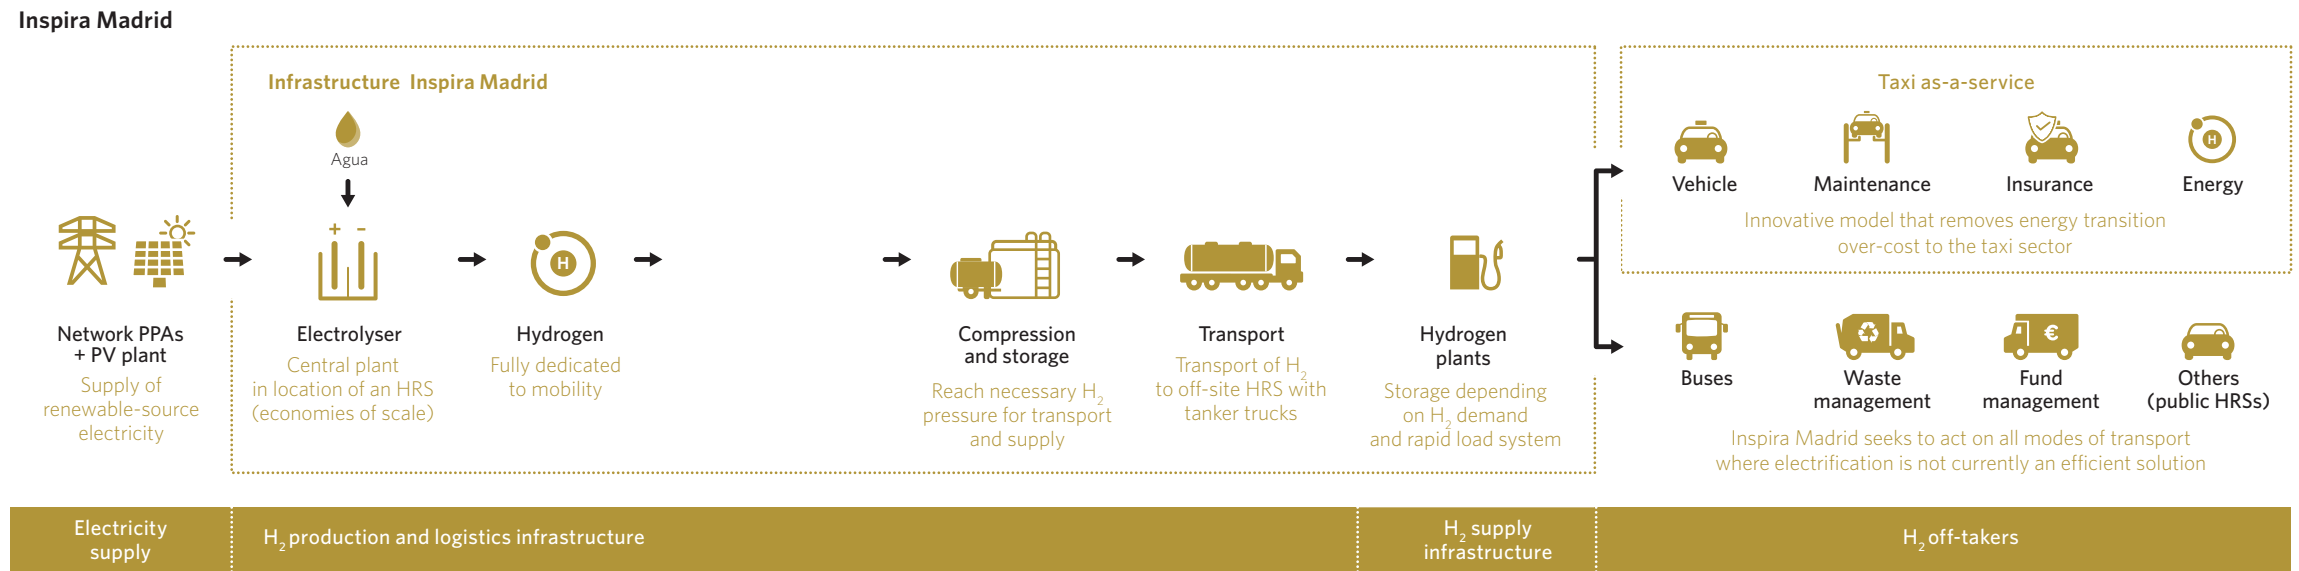 Inspira Madrid
Infrastructure Inspira Madrid
Agua
+ -
H
Network PPAs
+ PV plant
Supply of
renewable-source
electricity
Electrolyser
Central plant
in location of an HRS
(economies of scale)
Hydrogen
Fully dedicated
to mobility
Compression
and storage
Reach necessary H2
pressure for transport
and supply
Transport
Transport of H2
to off-site HRS with
tanker trucks
Hydrogen
plants
Storage depending
on H2 demand
and rapid load system
Taxi as-a-service
H
Vehicle
Maintenance
Insurance
Energy
Innovative model that removes energy transition
over-cost to the taxi sector
€
Buses
Waste
management
Fund
management
Others
(public HRSs)
Inspira Madrid seeks to act on all modes of transport
where electrification is not currently an efficient solution
Electricity
supply
H2 production and logistics infrastructure
H2 supply
infrastructure
H2 off-takers